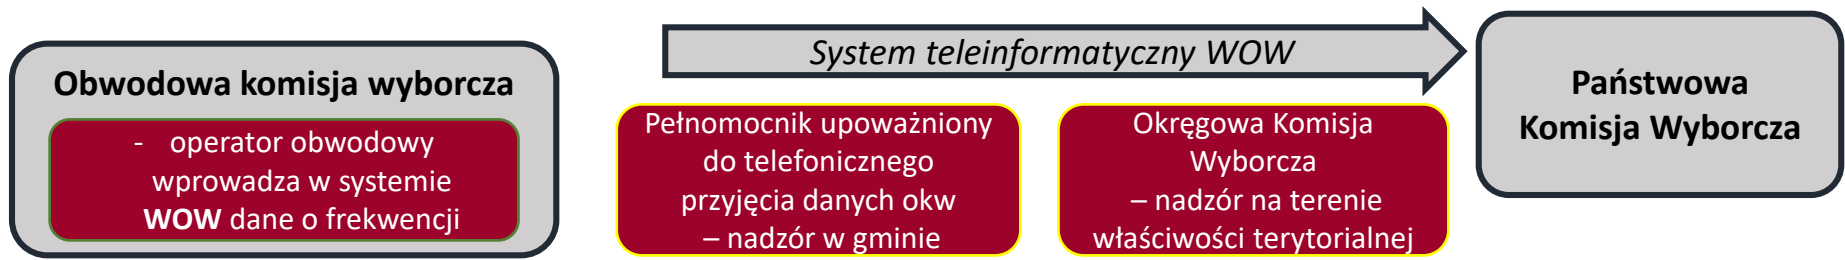 Obwodowa komisja wyborcza
- operator obwodowy
wprowadza w systemie
WOW dane o frekwencji
System teleinformatyczny WOW
Pełnomocnik upoważniony
do telefonicznego
przyjęcia danych okw
– nadzór w gminie
Okręgowa Komisja
Wyborcza
– nadzór na terenie
właściwości terytorialnej
Państwowa
Komisja Wyborcza